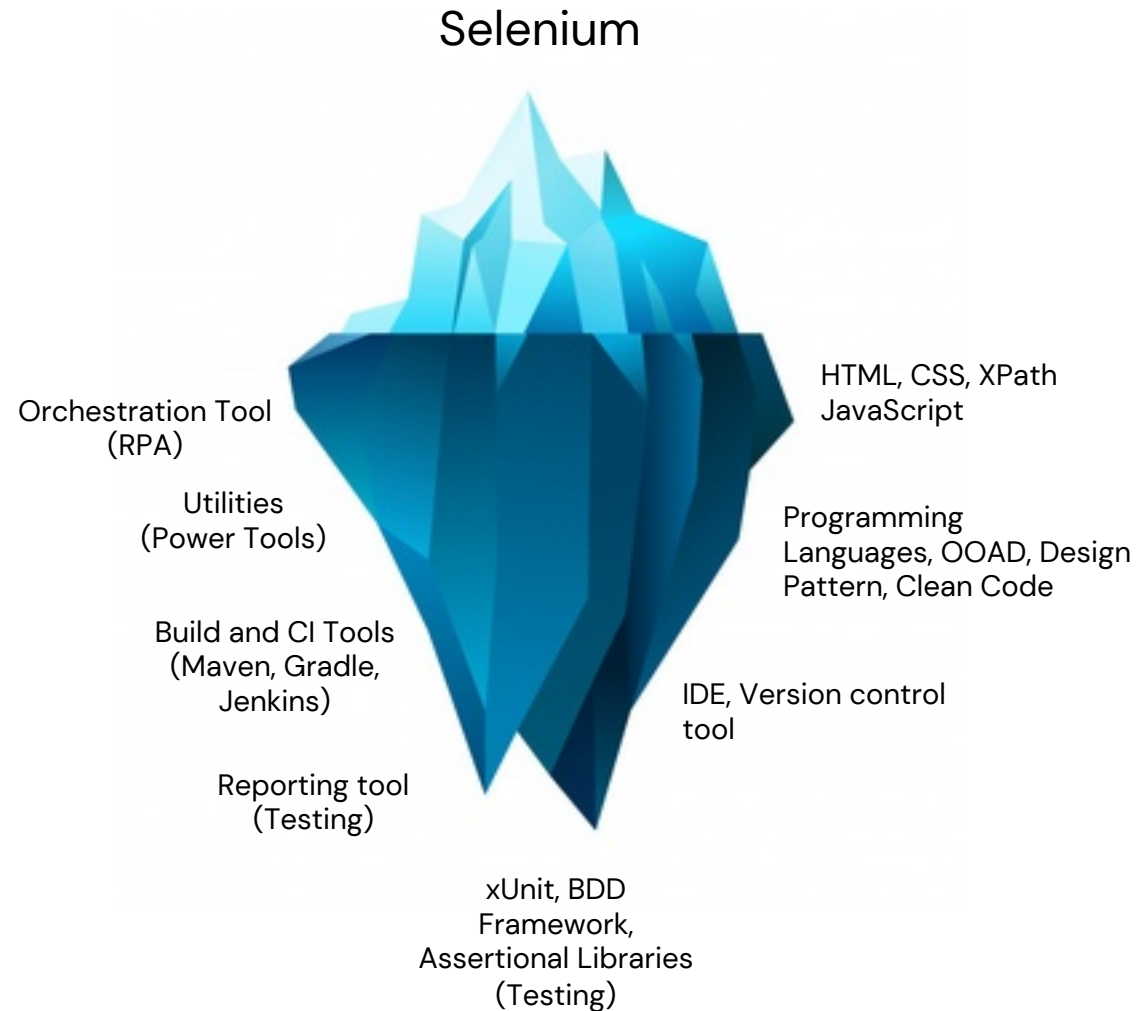 Selenium
HTML, CSS, XPath
JavaScript
Orchestration Tool
(RPA)
Utilities
(Power Tools)
Programming
Languages, OOAD, Design
Pattern, Clean Code
Build and CI Tools
(Maven, Gradle,
Jenkins)
IDE, Version control
tool
Reporting tool
(Testing)
xUnit, BDD
Framework,
Assertional Libraries
(Testing)